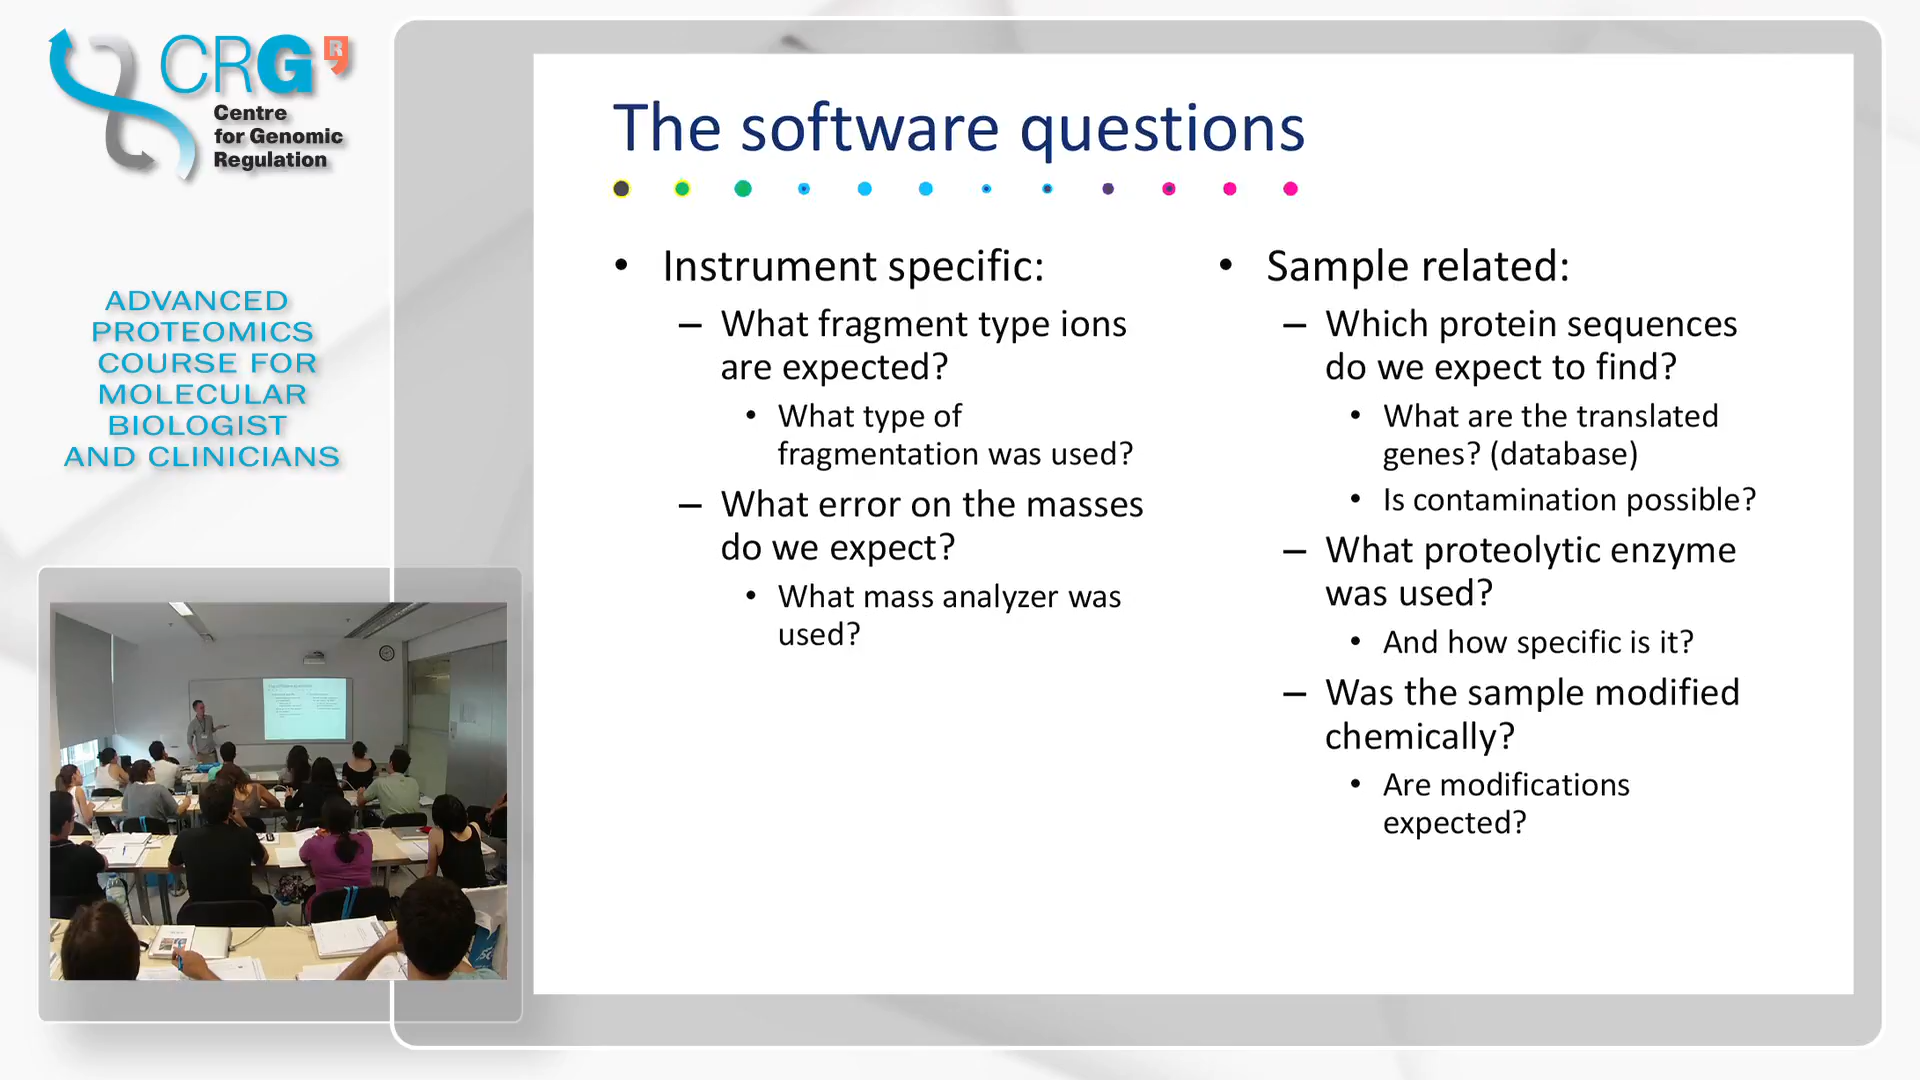 CRG
R
Centre
for Genomic
Regulation
ADVANCED
PROTEOMICS
COURSE FOR
MOLECULAR
BIOLOGIST
AND CLINICIANS
The software questions
• Instrument specific:
– What fragment type ions
are expected?
• What type of
fragmentation was used?
– What error on the masses
do we expect?
• What mass analyzer was
used?
• Sample related:
– Which protein sequences
do we expect to find?
• What are the translated
genes? (database)
• Is contamination possible?
– What proteolytic enzyme
was used?
• And how specific is it?
– Was the sample modified
chemically?
• Are modifications
expected?